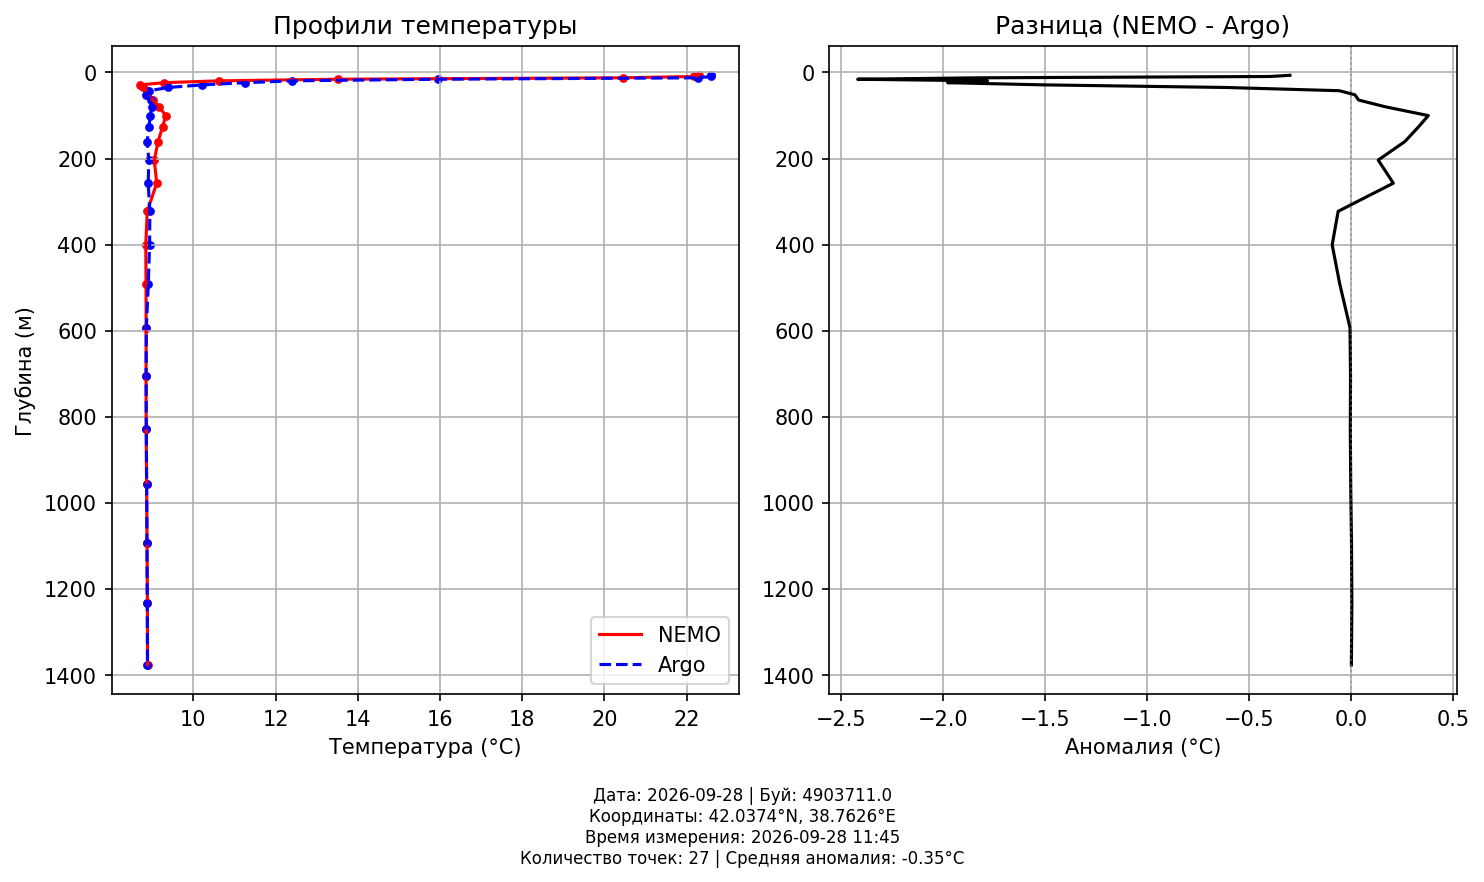 Профили температуры
Глубина (м)
0
200
400
600
800
1000
1200
1400
10
12
14
16
18
20
22
Температура (°C)
NEMO
Argo
Разница (NEMO - Argo)
0
200
400
600
800
1000
1200
1400
−2.5
−2.0
−1.5
−1.0
−0.5
0.0
0.5
Аномалия (°C)
Дата: 2026-09-28 | Буй: 4903711.0
Координаты: 42.0374°N, 38.7626°E
Время измерения: 2026-09-28 11:45
Количество точек: 27 | Средняя аномалия: -0.35°C